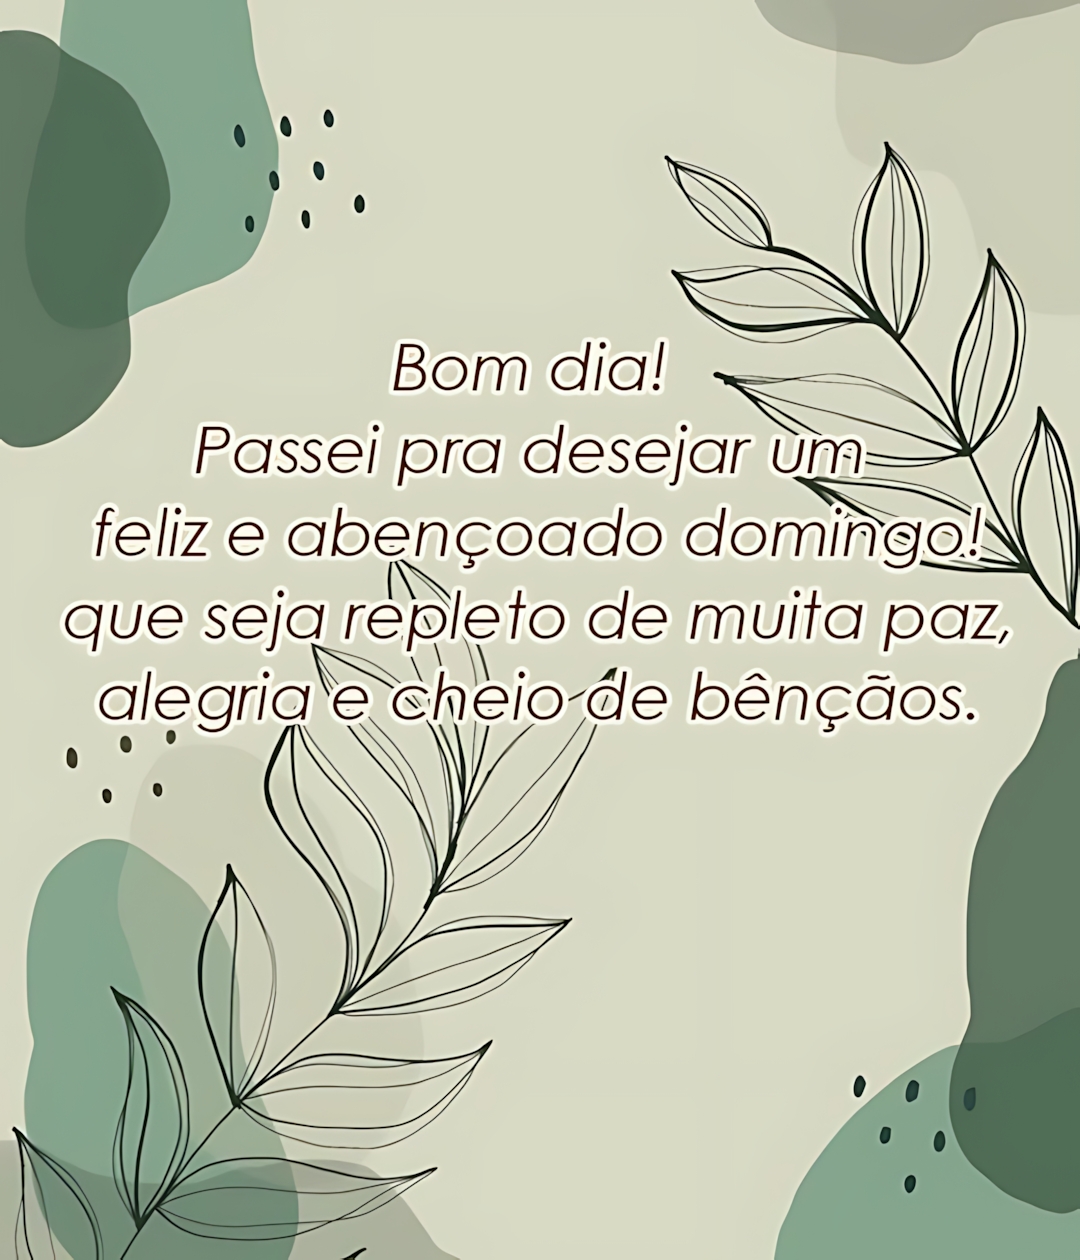 Bom dia!
Passei pra desejar um
feliz e abençoado domingo!
que seja repleto de muita paz,
alegria e cheio de bênçãos.